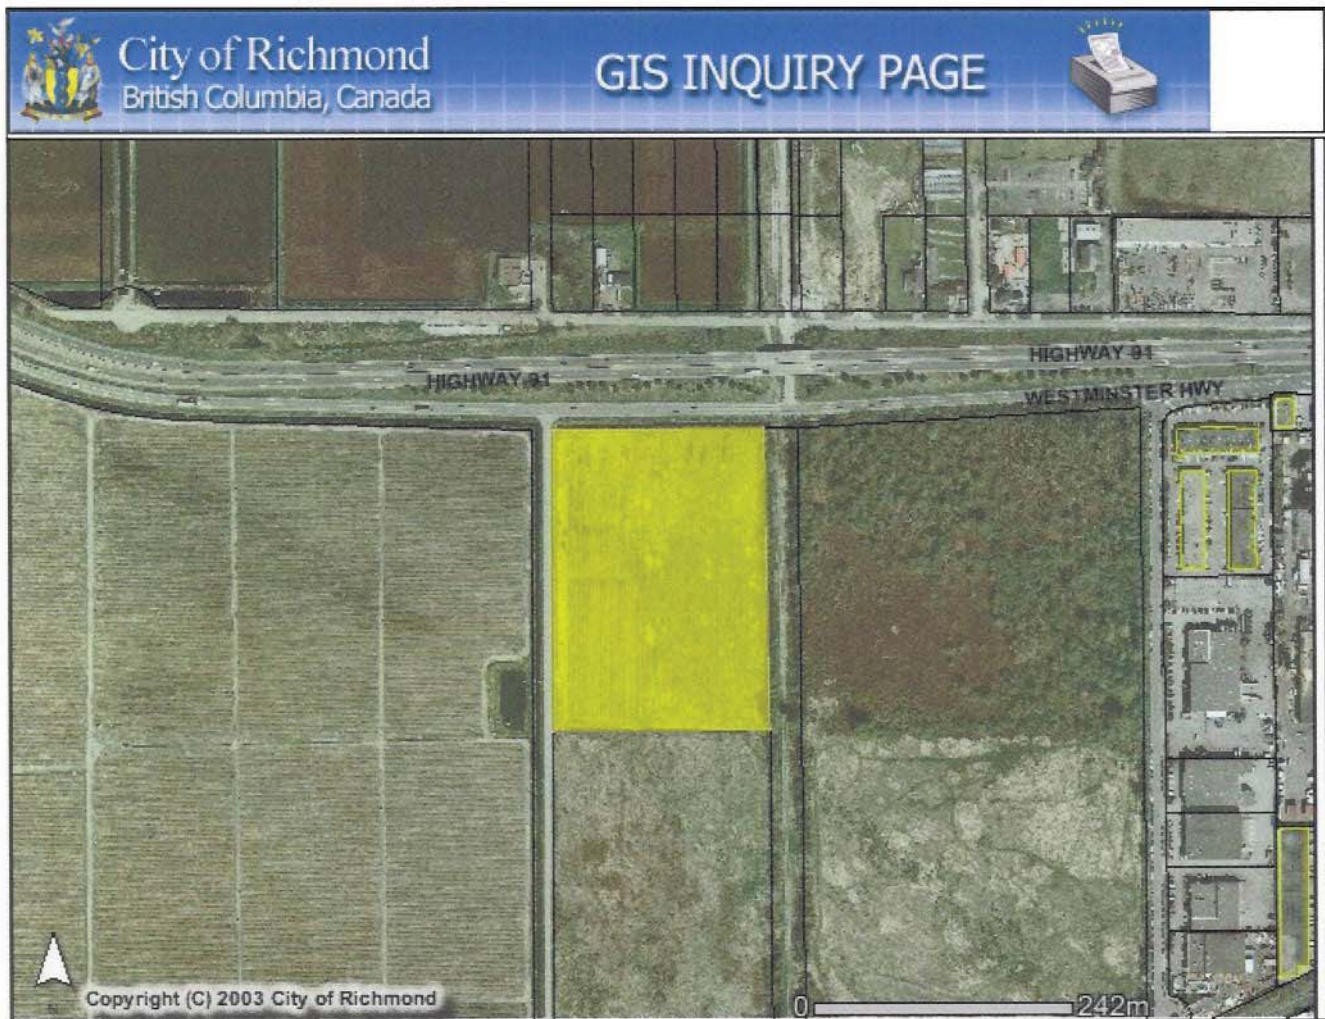 City of Richmond
British Columbia, Canada
GIS INQUIRY PAGE
HIGHWAY 91
HIGHWAY 91
WESTMINSTER HWY
Copyright (C) 2003 City of Richmond
0 242m